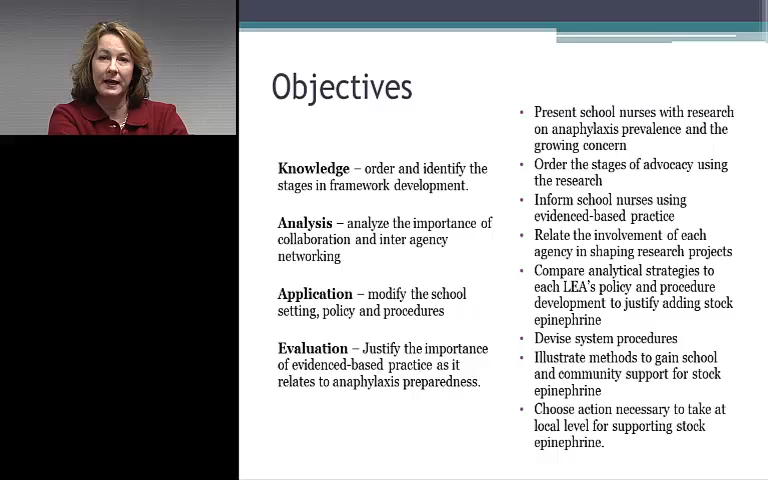 Objectives
Knowledge – order and identify the
stages in framework development.
Analysis – analyze the importance of
collaboration and inter agency
networking
Application – modify the school
setting, policy and procedures
Evaluation – Justify the importance
of evidenced-based practice as it
relates to anaphylaxis preparedness.
• Present school nurses with research
on anaphylaxis prevalence and the
growing concern
• Order the stages of advocacy using
the research
• Inform school nurses using
evidenced-based practice
• Relate the involvement of each
agency in shaping research projects
• Compare analytical strategies to
each LEA's policy and procedure
development to justify adding stock
epinephrine
• Devise system procedures
• Illustrate methods to gain school
and community support for stock
epinephrine
• Choose action necessary to take at
local level for supporting stock
epinephrine.